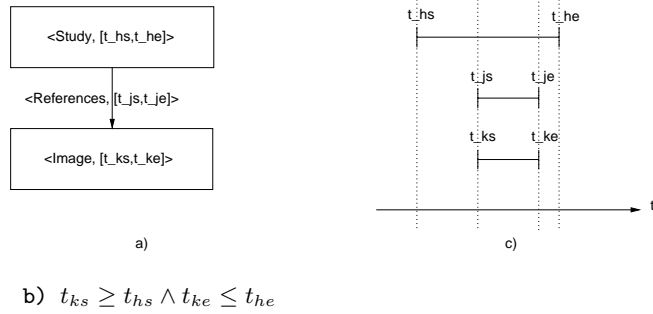 <Study, [t_hs,t_he]>
<References, [t_js,t_je]>
<Image, [t_ks,t_ke]>
a)
t_hs t_he
t_js t_je
t_ks t_ke
t
c)
b) t_{ks} ≥ t_{hs} ∧ t_{ke} ≤ t_{he}